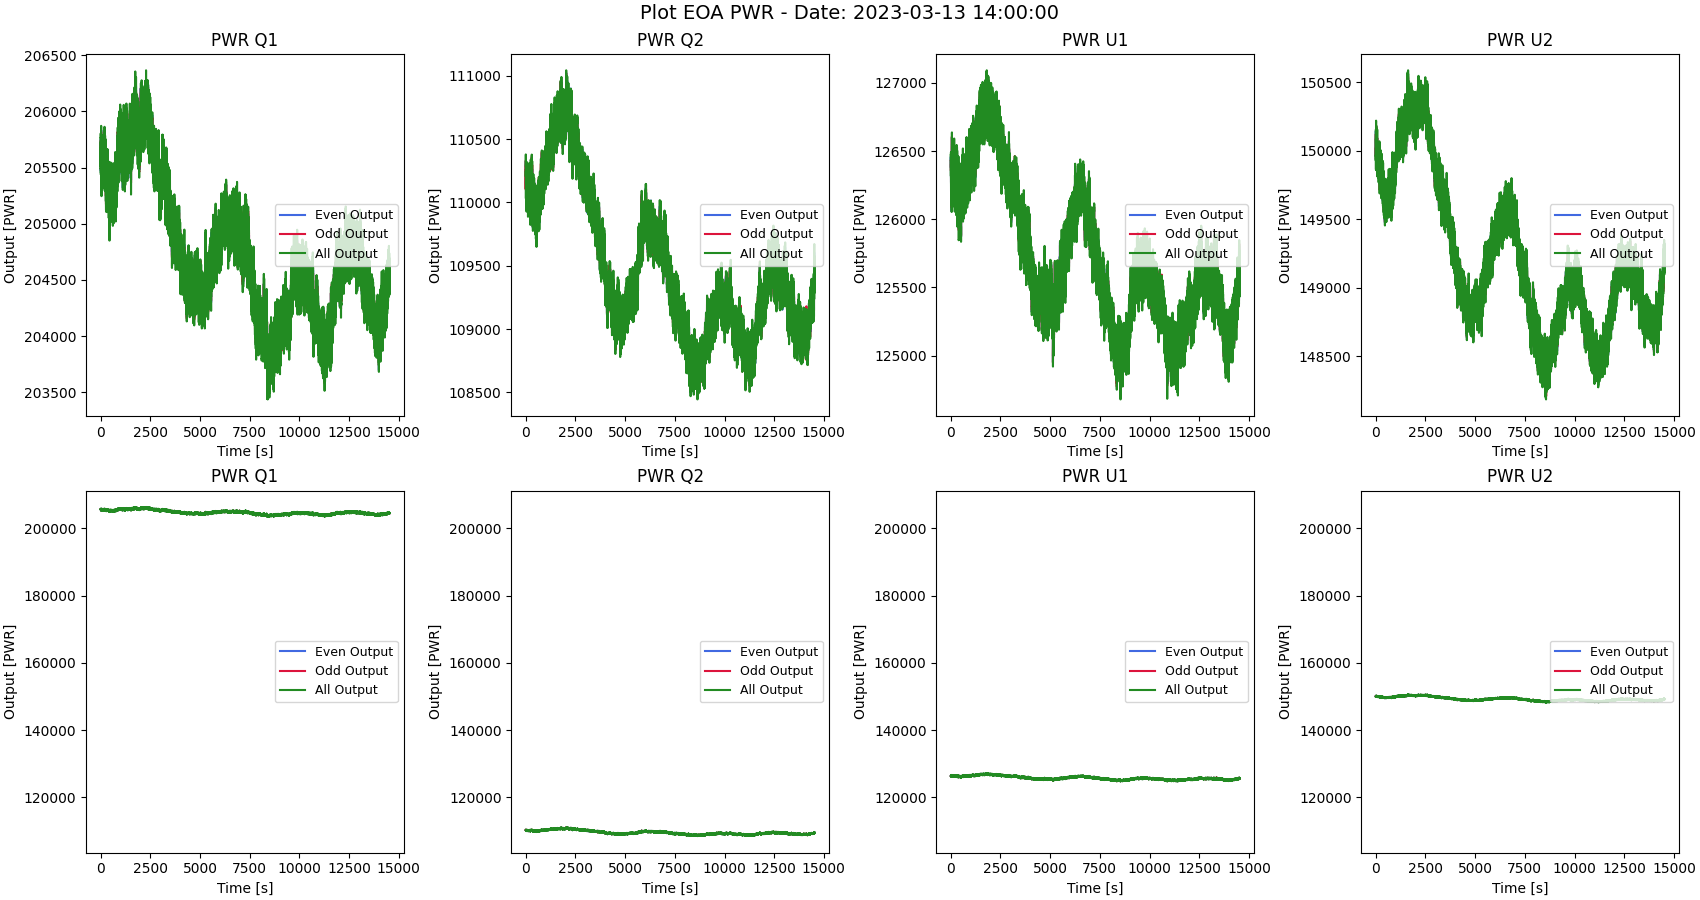 Plot EOA PWR - Date: 2023-03-13 14:00:00
PWR Q1
Output [PWR]
206500
206000
205500
205000
204500
204000
203500
Even Output
Odd Output
All Output
0 2500 5000 7500 10000 12500 15000
Time [s]
PWR Q2
Output [PWR]
111000
110500
110000
109500
109000
108500
Even Output
Odd Output
All Output
0 2500 5000 7500 10000 12500 15000
Time [s]
PWR U1
Output [PWR]
127000
126500
126000
125500
125000
Even Output
Odd Output
All Output
0 2500 5000 7500 10000 12500 15000
Time [s]
PWR U2
Output [PWR]
150500
150000
149500
149000
148500
Even Output
Odd Output
All Output
0 2500 5000 7500 10000 12500 15000
Time [s]
PWR Q1
Output [PWR]
200000
180000
160000
140000
120000
Even Output
Odd Output
All Output
0 2500 5000 7500 10000 12500 15000
Time [s]
PWR Q2
Output [PWR]
200000
180000
160000
140000
120000
Even Output
Odd Output
All Output
0 2500 5000 7500 10000 12500 15000
Time [s]
PWR U1
Output [PWR]
200000
180000
160000
140000
120000
Even Output
Odd Output
All Output
0 2500 5000 7500 10000 12500 15000
Time [s]
PWR U2
Output [PWR]
200000
180000
160000
140000
120000
Even Output
Odd Output
All Output
0 2500 5000 7500 10000 12500 15000
Time [s]